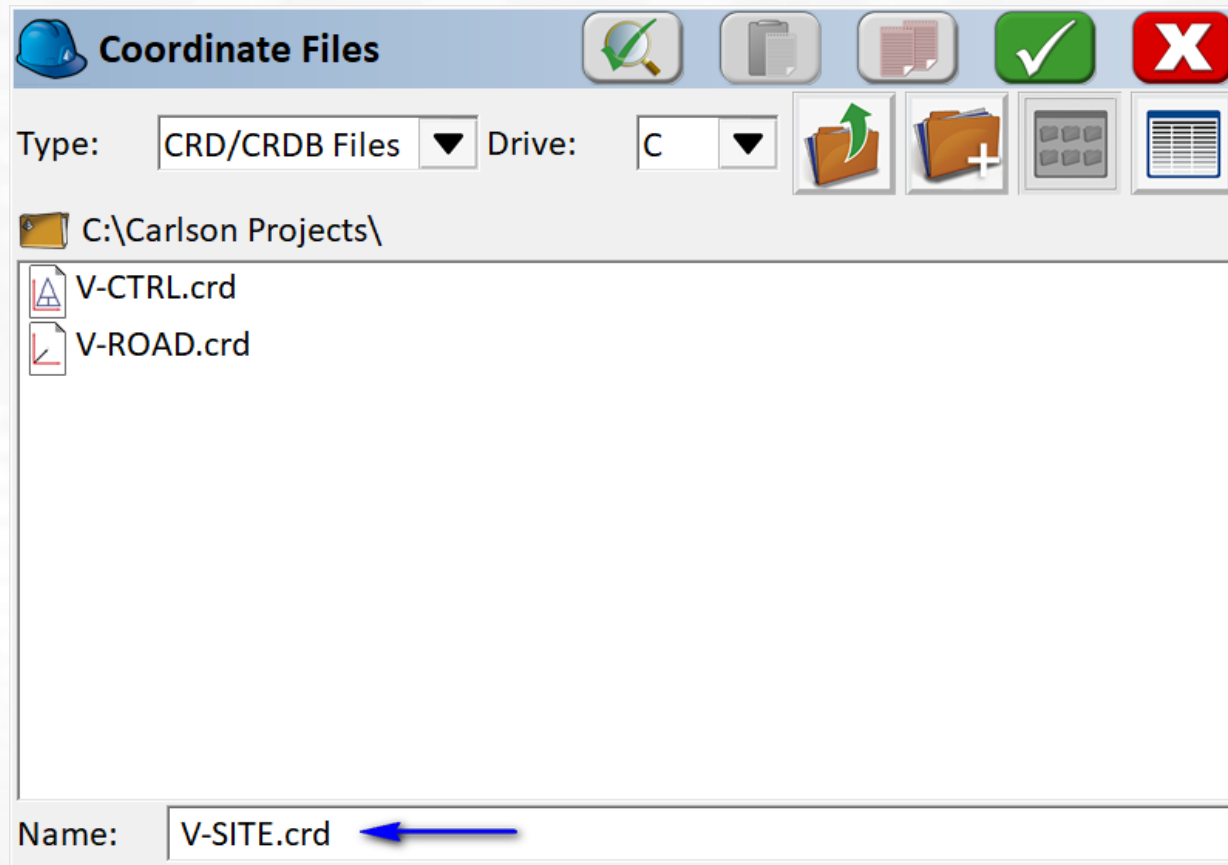 Coordinate Files
Type: CRD/CRDB Files Drive: C
C:\Carlson Projects\
V-CTRL.crd
V-ROAD.crd
Name: V-SITE.crd